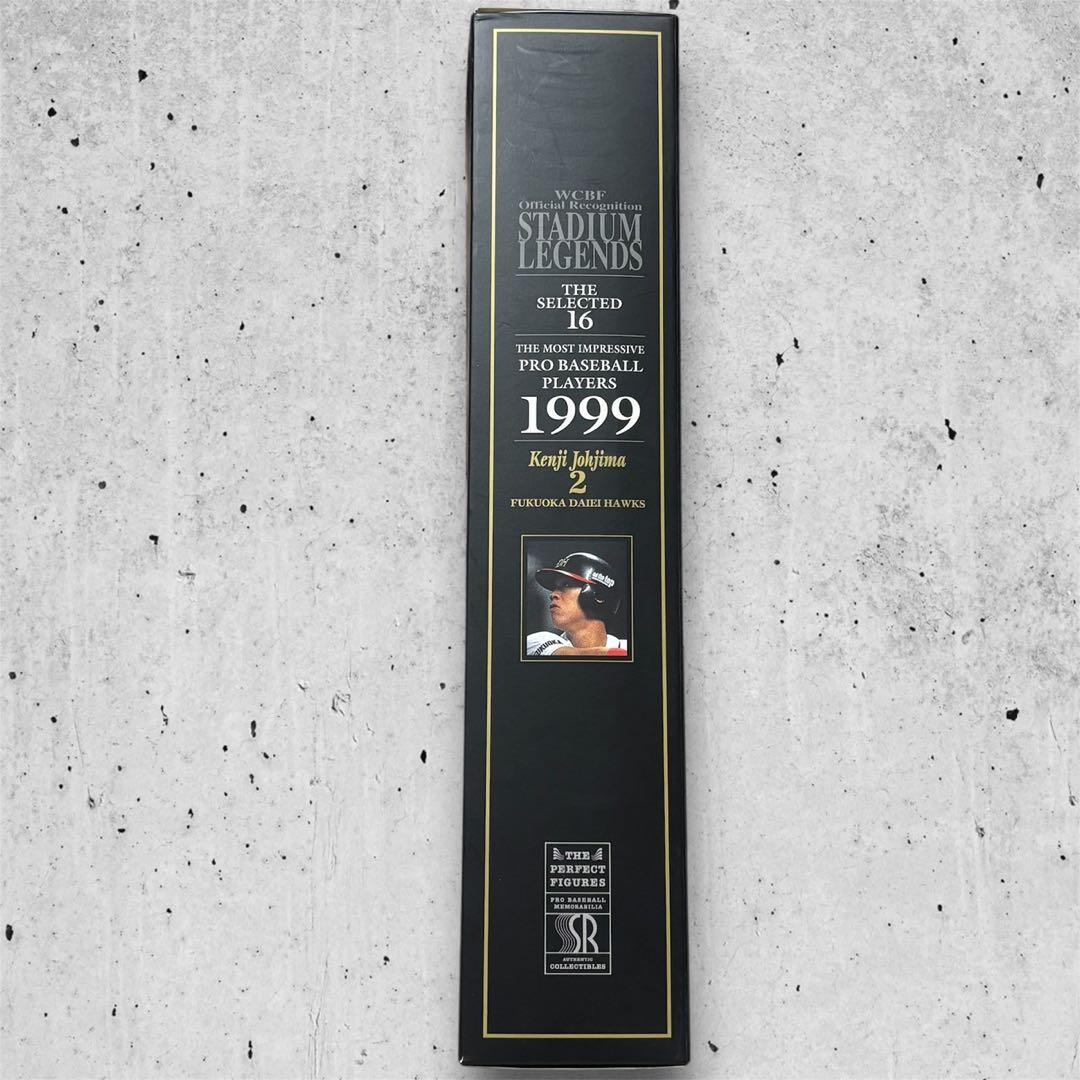 WCBF
Official Recognition
STADIUM
LEGENDS
THE
SELECTED
16
THE MOST IMPRESSIVE
PRO BASEBALL
PLAYERS
1999
Kenji Johjima
2
FUKUOKA DAIEI HAWKS
THE
PERFECT
FIGURES
PRO BASEBALL
MEMORABILIA
SR
AUTHENTIC
COLLECTIBLES